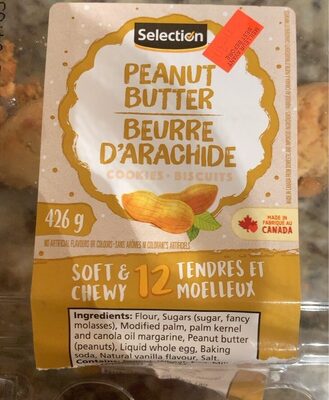 Selection
PEANUT
BUTTER
BEURRE
D'ARACHIDE
COOKIES • BISCUITS
426 g
MADE IN
FABRIQUÉ AU
CANADA
NO ARTIFICIAL FLAVOURS OR COLOURS • SANS ARÔMES NI COLORANTS ARTIFICIELS
SOFT &
CHEWY
12
TENDRES ET
MOELLEUX
Ingredients: Flour, Sugars (sugar, fancy
molasses), Modified palm, palm kernel
and canola oil margarine, Peanut butter
(peanuts), Liquid whole egg, Baking
soda, Natural vanilla flavour, Salt.